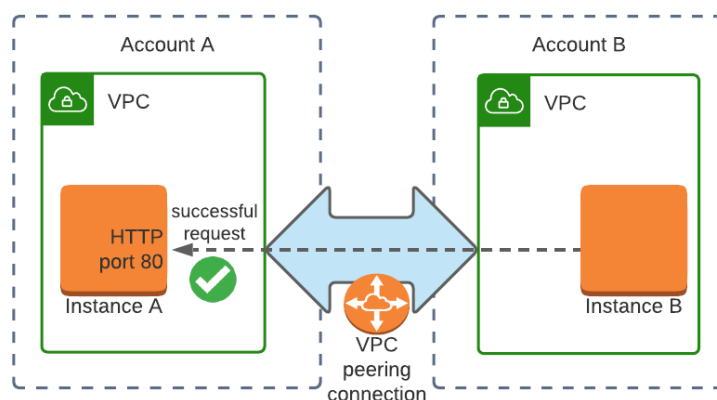 Account A
Account B
VPC
VPC
successful
request
HTTP
port 80
Instance A
Instance B
VPC
peering
connection